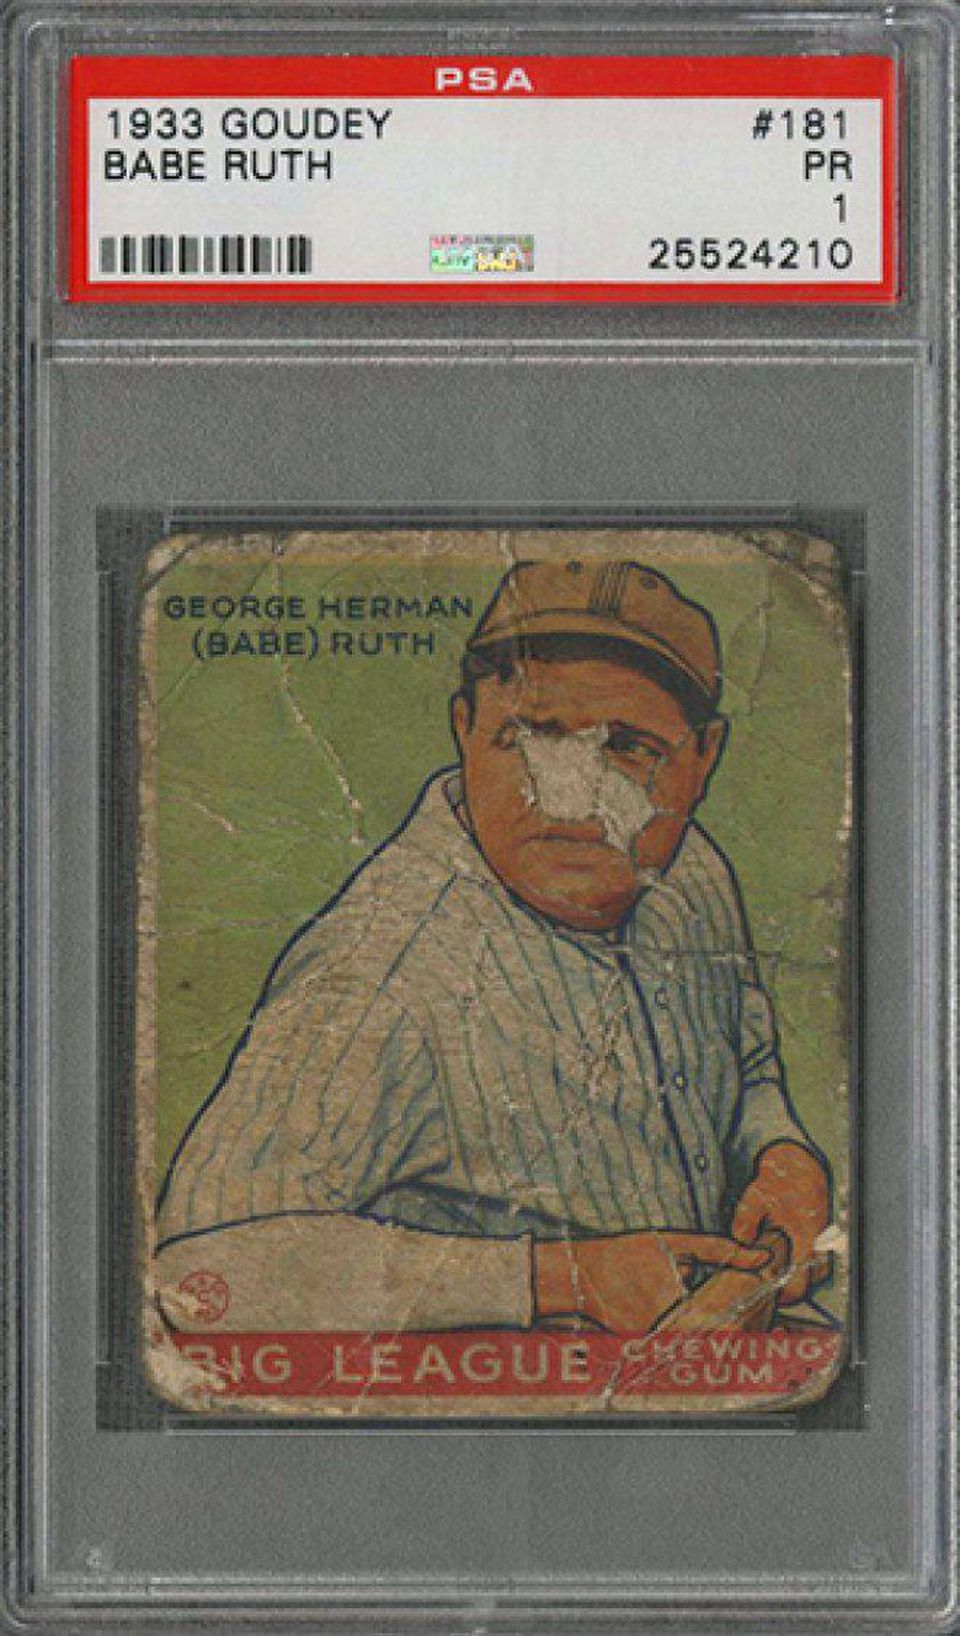 PSA
1933 GOUDEY #181
BABE RUTH PR
1
25524210
GEORGE HERMAN
(BABE) RUTH
BIG LEAGUE CHEWING
GUM